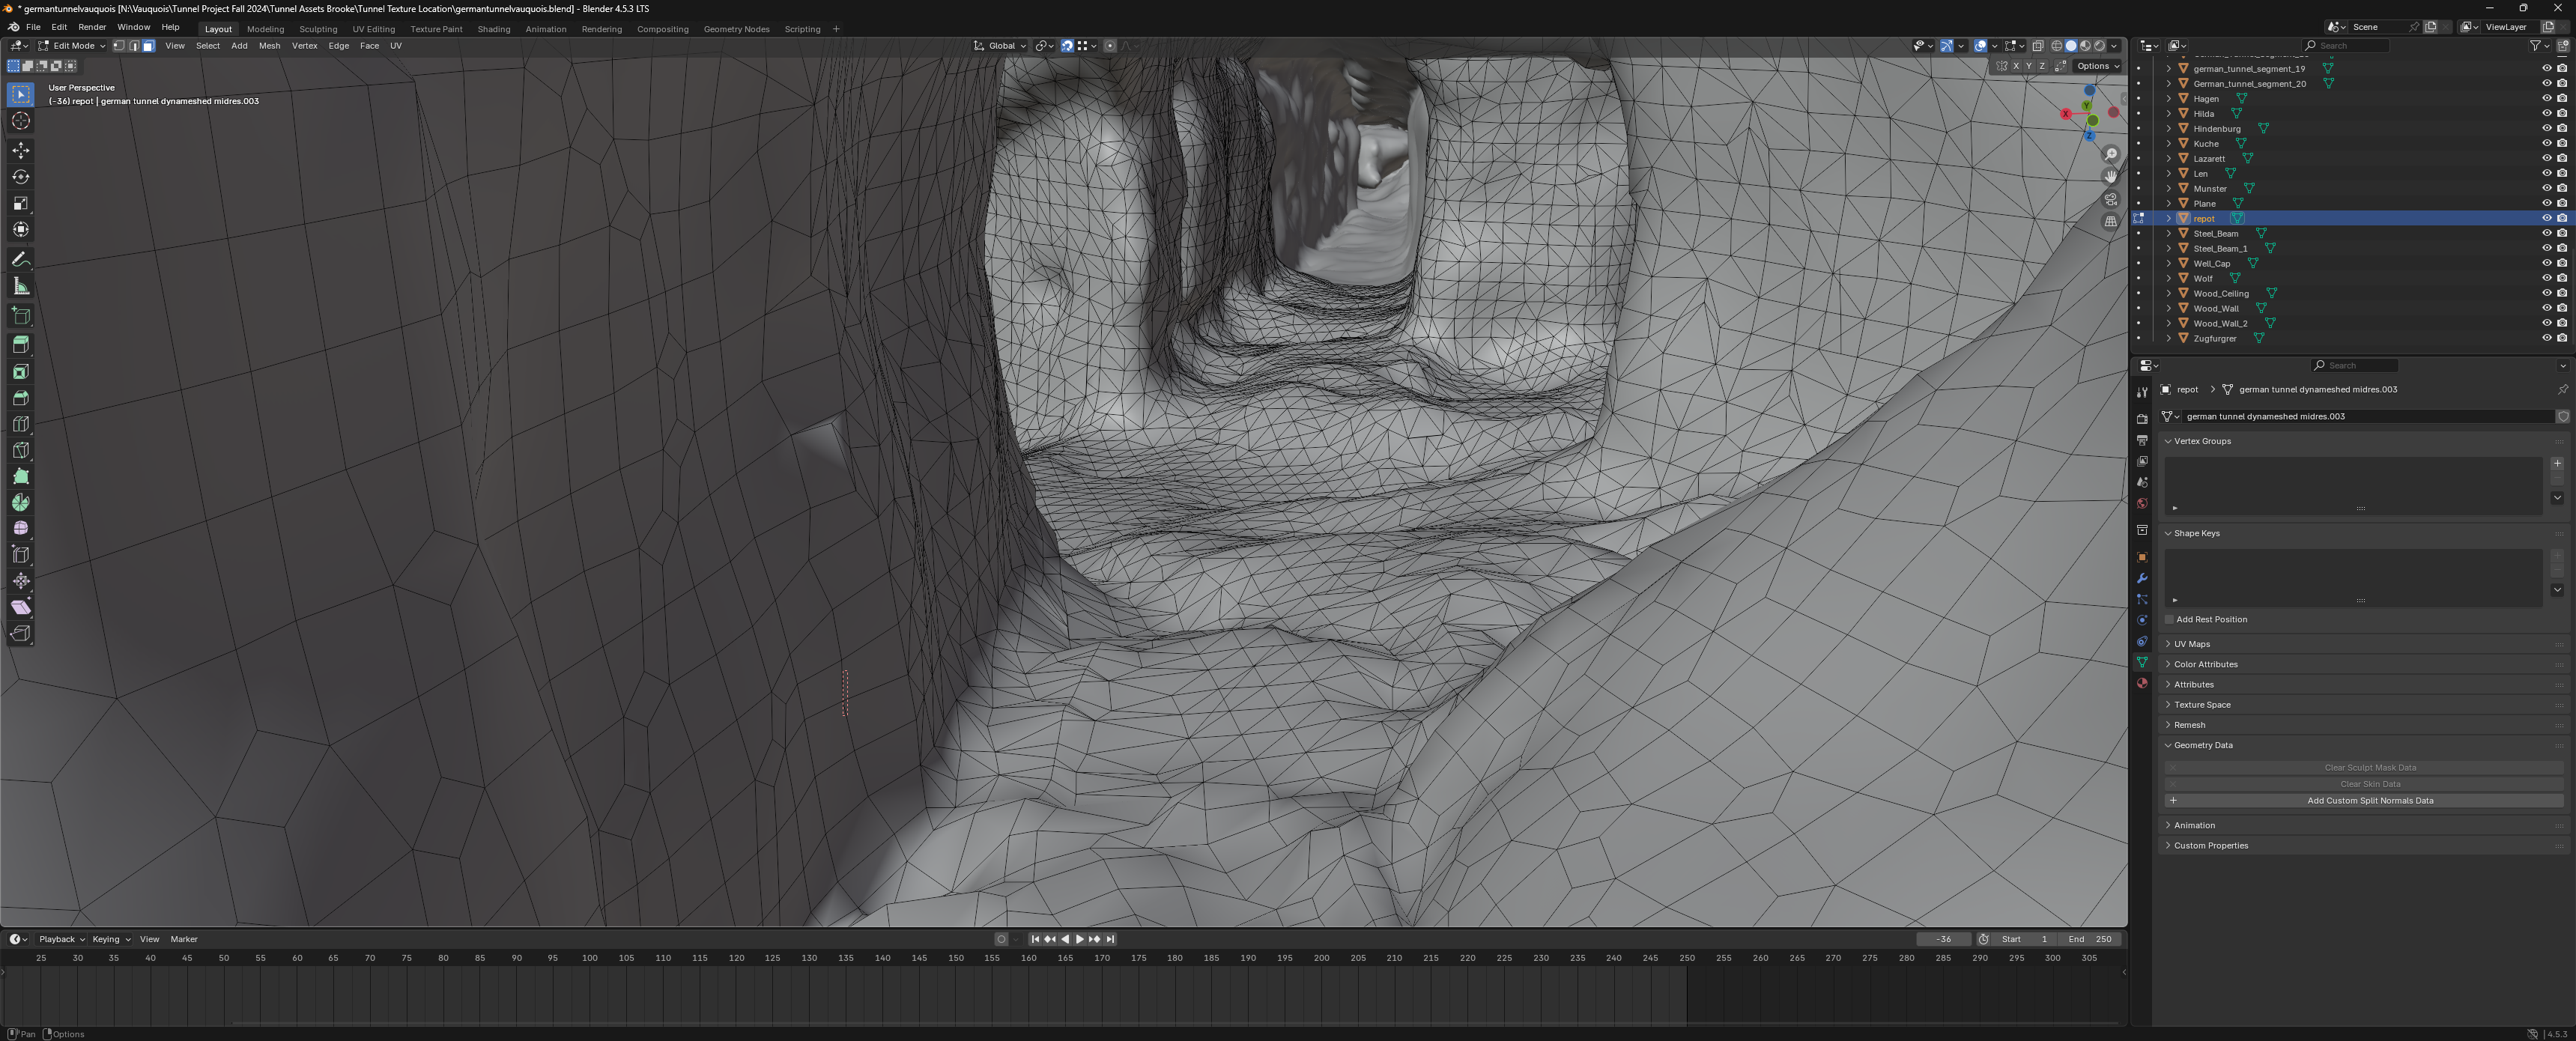 * germantunnelvauquois [N:\Vauquois\Tunnel Project Fall 2024\Tunnel Assets Brooke\Tunnel Texture Location\germantunnelvauquois.blend] - Blender 4.5.3 LTS
File Edit Render Window Help Layout Modeling Sculpting UV Editing Texture Paint Shading Animation Rendering Compositing Geometry Nodes Scripting + Scene ViewLayer
Edit Mode View Select Add Mesh Vertex Edge Face UV Global Search
X Y Z Options
User Perspective
(-36) repot | german tunnel dynameshed midres.003
X
Y
Z
german_tunnel_segment_19
German_tunnel_segment_20
Hagen
Hilda
Hindenburg
Kuche
Lazarett
Len
Munster
Plane
repot
Steel_Beam
Steel_Beam_1
Well_Cap
Wolf
Wood_Ceiling
Wood_Wall
Wood_Wall_2
Zugfurgrer
Search
repot > german tunnel dynameshed midres.003
german tunnel dynameshed midres.003
Vertex Groups
Shape Keys
Add Rest Position
UV Maps
Color Attributes
Attributes
Texture Space
Remesh
Geometry Data
Clear Sculpt Mask Data
Clear Skin Data
Add Custom Split Normals Data
Animation
Custom Properties
Playback Keying View Marker -36 Start 1 End 250
25 30 35 40 45 50 55 60 65 70 75 80 85 90 95 100 105 110 115 120 125 130 135 140 145 150 155 160 165 170 175 180 185 190 195 200 205 210 215 220 225 230 235 240 245 250 255 260 265 270 275 280 285 290 295 300 305
Pan Options 4.5.3